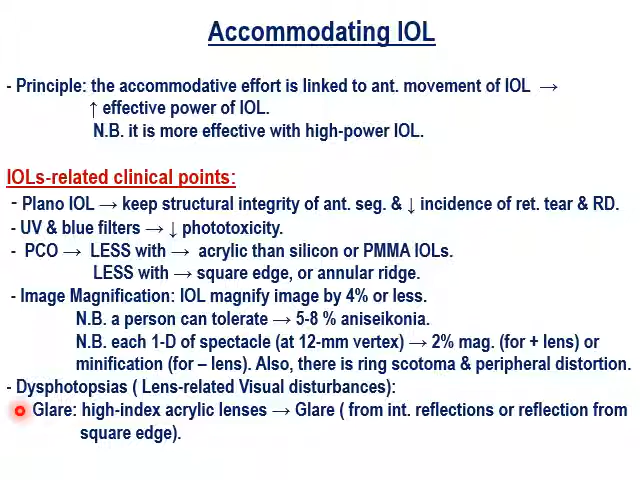 Accommodating IOL
- Principle: the accommodative effort is linked to ant. movement of IOL →
↑ effective power of IOL.
N.B. it is more effective with high-power IOL.
IOLs-related clinical points:
- Plano IOL → keep structural integrity of ant. seg. & ↓ incidence of ret. tear & RD.
- UV & blue filters → ↓ phototoxicity.
- PCO → LESS with → acrylic than silicon or PMMA IOLs.
LESS with → square edge, or annular ridge.
- Image Magnification: IOL magnify image by 4% or less.
N.B. a person can tolerate → 5-8 % aniseikonia.
N.B. each 1-D of spectacle (at 12-mm vertex) → 2% mag. (for + lens) or
minification (for – lens). Also, there is ring scotoma & peripheral distortion.
- Dysphotopsias ( Lens-related Visual disturbances):
Glare: high-index acrylic lenses → Glare ( from int. reflections or reflection from
square edge).